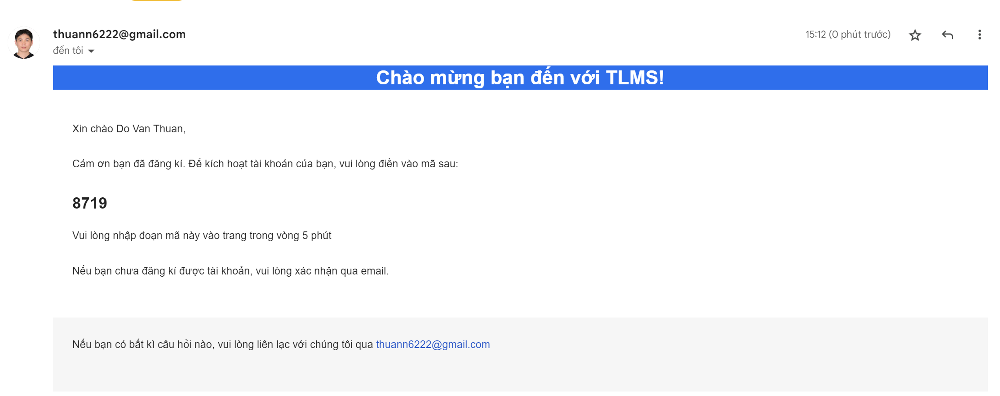 thuann6222@gmail.com
15:12 (0 phút trước)
đến tôi
Chào mừng bạn đến với TLMS!
Xin chào Do Van Thuan,
Cảm ơn bạn đã đăng kí. Để kích hoạt tài khoản của bạn, vui lòng điền vào mã sau:
8719
Vui lòng nhập đoạn mã này vào trang trong vòng 5 phút
Nếu bạn chưa đăng kí được tài khoản, vui lòng xác nhận qua email.
Nếu bạn có bất kì câu hỏi nào, vui lòng liên lạc với chúng tôi qua thuann6222@gmail.com